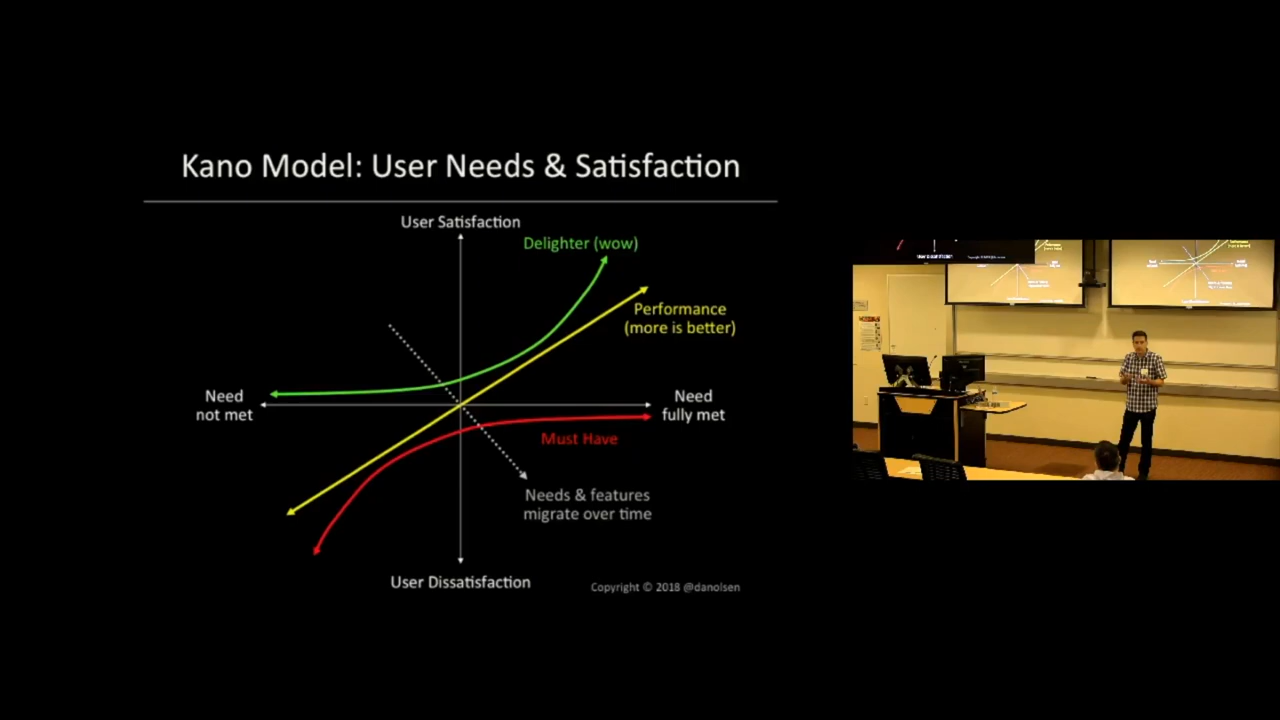 Kano Model: User Needs & Satisfaction
User Satisfaction
Delighter (wow)
Performance
(more is better)
Need
not met
Need
fully met
Must Have
Needs & features
migrate over time
User Dissatisfaction
Copyright © 2018 @danolsen